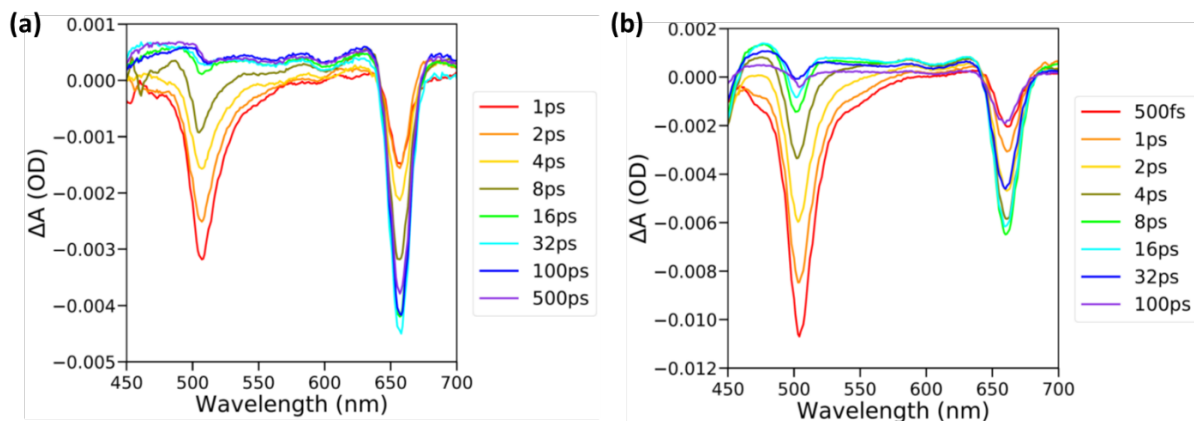 (a)
0.001
0.000
−0.001
−0.002
−0.003
−0.004
−0.005
ΔA (OD)
450 500 550 600 650 700
Wavelength (nm)
1ps
2ps
4ps
8ps
16ps
32ps
100ps
500ps
(b)
0.002
0.000
−0.002
−0.004
−0.006
−0.008
−0.010
−0.012
ΔA (OD)
450 500 550 600 650 700
Wavelength (nm)
500fs
1ps
2ps
4ps
8ps
16ps
32ps
100ps